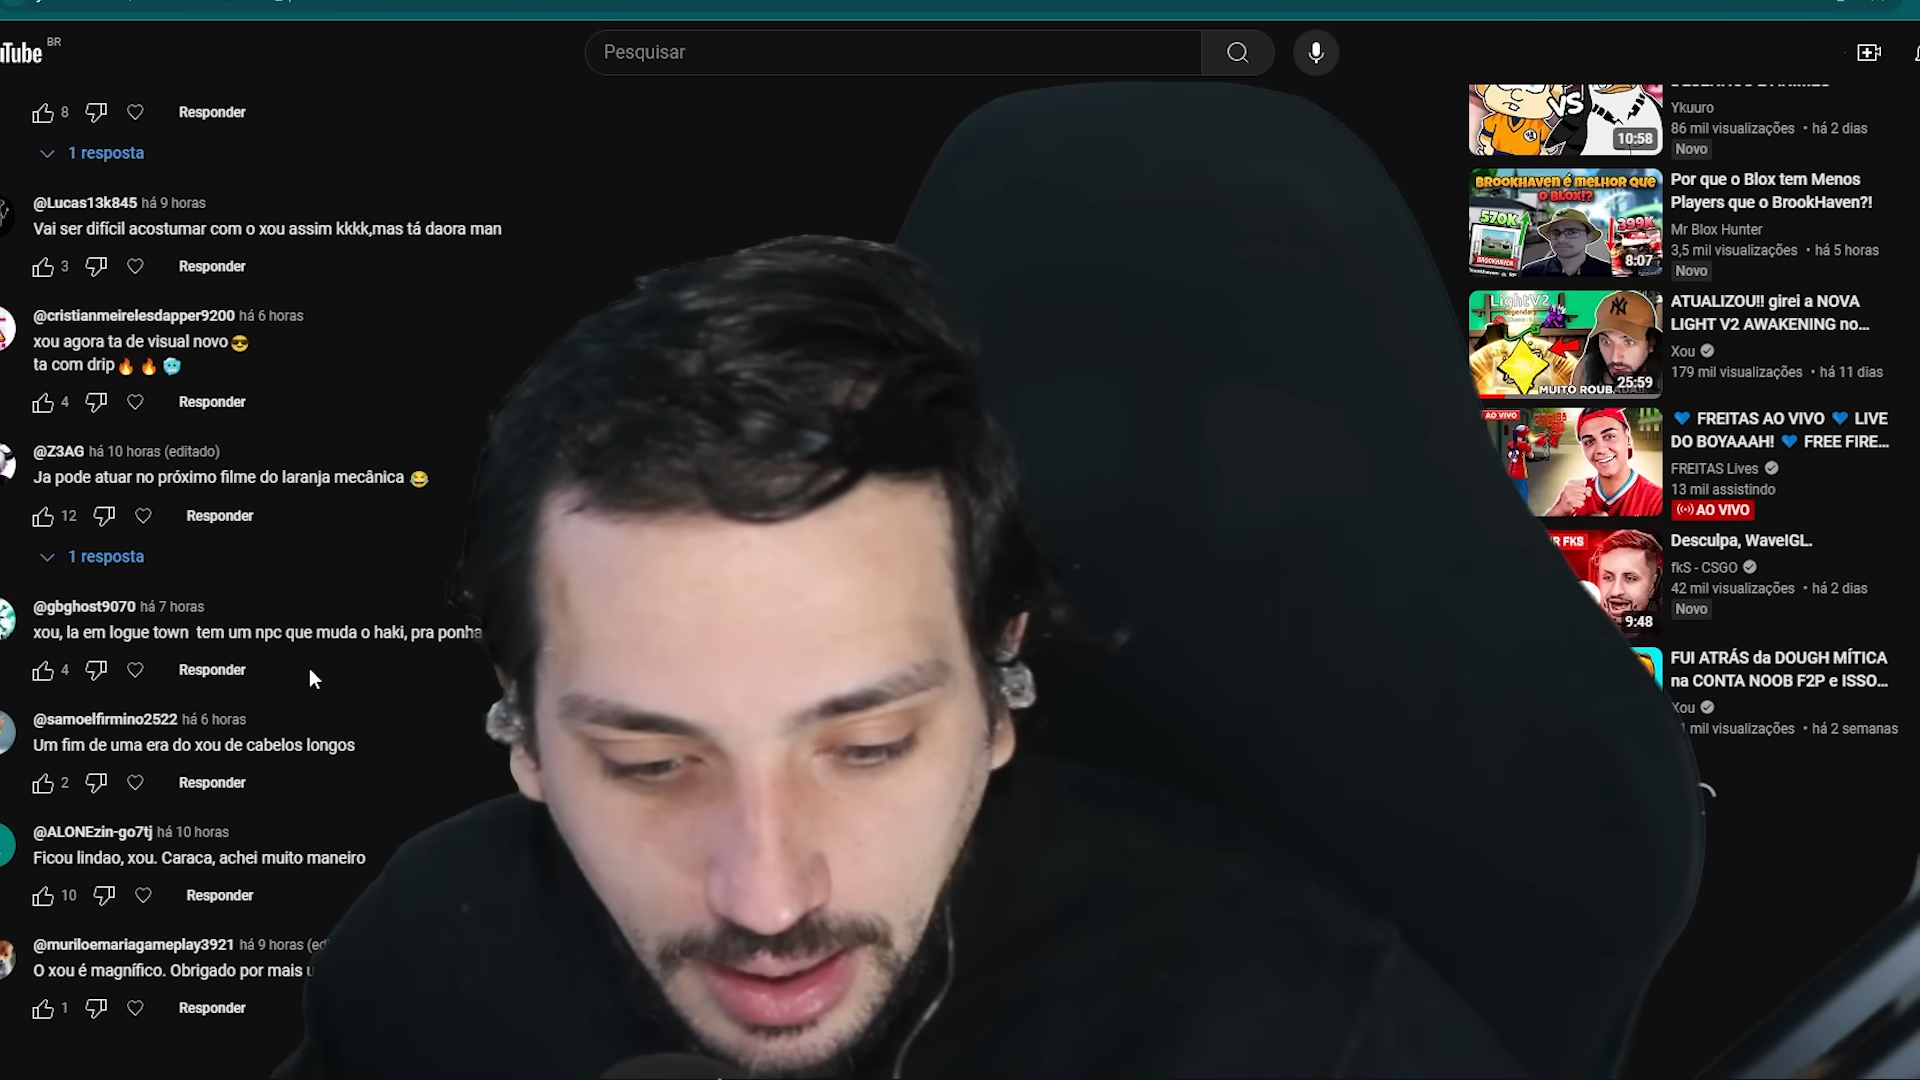 uTube BR
Pesquisar
8
Responder
1 resposta
@Lucas13k845 há 9 horas
Vai ser difícil acostumar com o xou assim kkkk,mas tá daora man
3
Responder
@cristianmeirelesdapper9200 há 6 horas
xou agora ta de visual novo😎
ta com drip🔥🔥🥶
4
Responder
@Z3AG há 10 horas (editado)
Ja pode atuar no próximo filme do laranja mecânica 😂
12
Responder
1 resposta
@gbghost9070 há 7 horas
xou, la em logue town tem um npc que muda o haki, pra ponha
4
Responder
@samoelfirmino2522 há 6 horas
Um fim de uma era do xou de cabelos longos
2
Responder
@ALONEzin-go7tj há 10 horas
Ficou lindao, xou. Caraca, achei muito maneiro
10
Responder
@muriloemariagameplay3921 há 9 horas (ed
O xou é magnífico. Obrigado por mais u
1
Responder
VS
10:58
Ykuuro
86 mil visualizações • há 2 dias
Novo
BROOKHAVEN é MELHOR QUE
O BLOX!?
570K
399K
BROOKHAVEN
8:07
Por que o Blox tem Menos
Players que o BrookHaven?!
Mr Blox Hunter
3,5 mil visualizações • há 5 horas
Novo
Light V2
Legendary
MUITO ROUB
25:59
ATUALIZOU!! girei a NOVA
LIGHT V2 AWAKENING no...
Xou
179 mil visualizações • há 11 dias
AO VIVO
💙 FREITAS AO VIVO 💙 LIVE
DO BOYAAAH! 💙 FREE FIRE...
FREITAS Lives
13 mil assistindo
AO VIVO
R FKS
9:48
Desculpa, WaveIGL.
fkS - CSGO
42 mil visualizações • há 2 dias
Novo
FUI ATRÁS da DOUGH MÍTICA
na CONTA NOOB F2P e ISSO...
Xou
1 mil visualizações • há 2 semanas